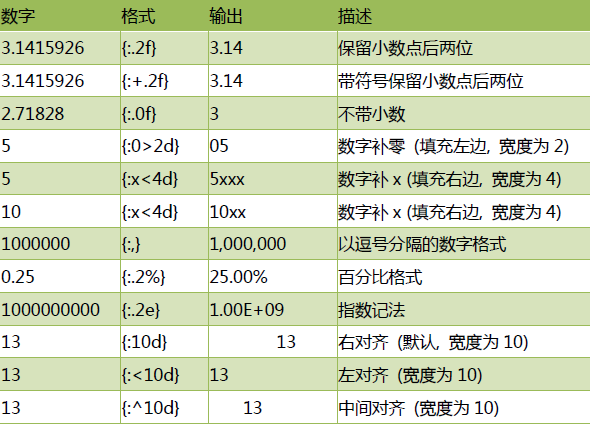 数字 格式 输出 描述
3.1415926 {:.2f} 3.14 保留小数点后两位
3.1415926 {:+.2f} 3.14 带符号保留小数点后两位
2.71828 {:.0f} 3 不带小数
5 {:0>2d} 05 数字补零 (填充左边, 宽度为 2)
5 {:x<4d} 5xxx 数字补 x (填充右边, 宽度为 4)
10 {:x<4d} 10xx 数字补 x (填充右边, 宽度为 4)
1000000 {:,} 1,000,000 以逗号分隔的数字格式
0.25 {:.2%} 25.00% 百分比格式
1000000000 {:.2e} 1.00E+09 指数记法
13 {:10d} 13 右对齐 (默认, 宽度为 10)
13 {:<10d} 13 左对齐 (宽度为 10)
13 {:^10d} 13 中间对齐 (宽度为 10)